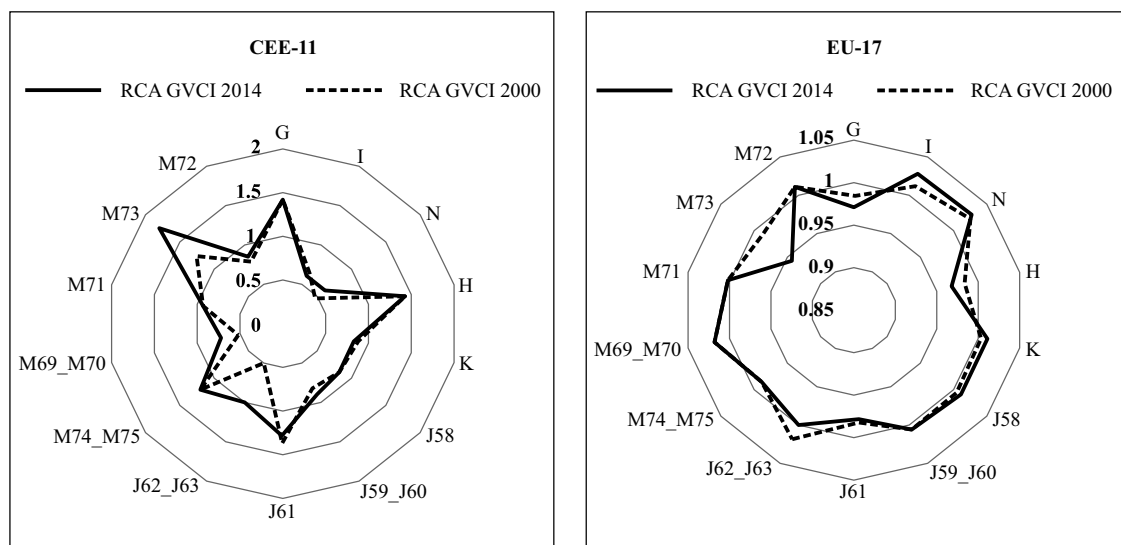 CEE-11
RCA GVCI 2014 RCA GVCI 2000
G
I
N
H
K
J58
J59_J60
J61
J62_J63
M74_M75
M69_M70
M71
M73
M72
2
1.5
1
0.5
0
EU-17
RCA GVCI 2014 RCA GVCI 2000
G
I
N
H
K
J58
J59_J60
J61
J62_J63
M74_M75
M69_M70
M71
M73
M72
1.05
1
0.95
0.9
0.85